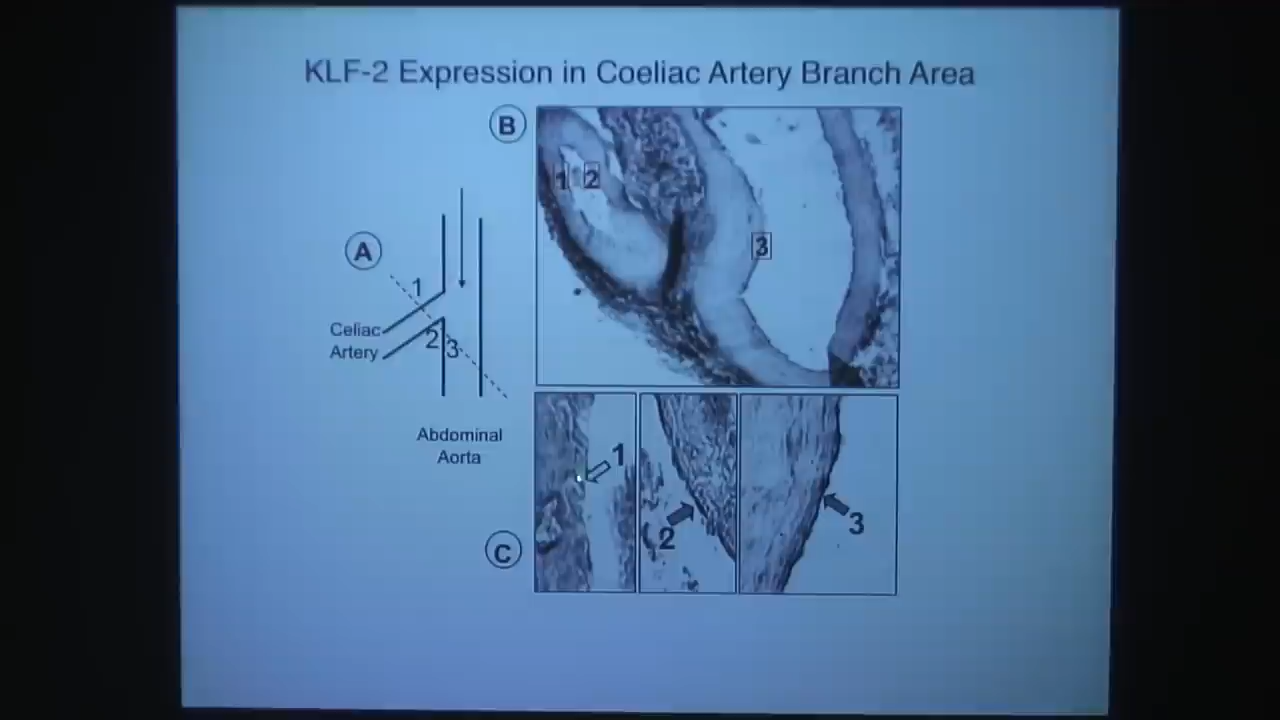 KLF-2 Expression in Coeliac Artery Branch Area
B
1 2
3
A
1
Celiac
Artery
2 3
Abdominal
Aorta
C
1
2
3